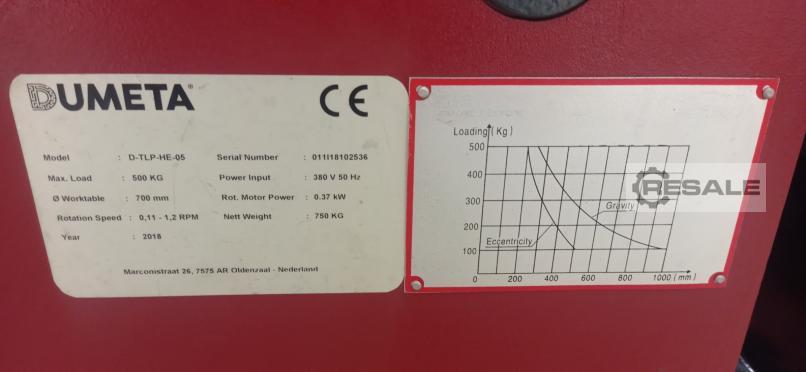 DUMETA®
CE
Model : D-TLP-HE-05 Serial Number : 011I18102536
Max. Load : 500 KG Power Input : 380 V 50 Hz
Ø Worktable : 700 mm Rot. Motor Power : 0.37 kW
Rotation Speed : 0,11 - 1,2 RPM Nett Weight : 750 KG
Year : 2018
Marconistraat 26, 7575 AR Oldenzaal - Nederland
Loading (Kg)
500
400
300
200
100
Gravity
Eccentricity
0 200 400 600 800 1000 (mm)
RESALE